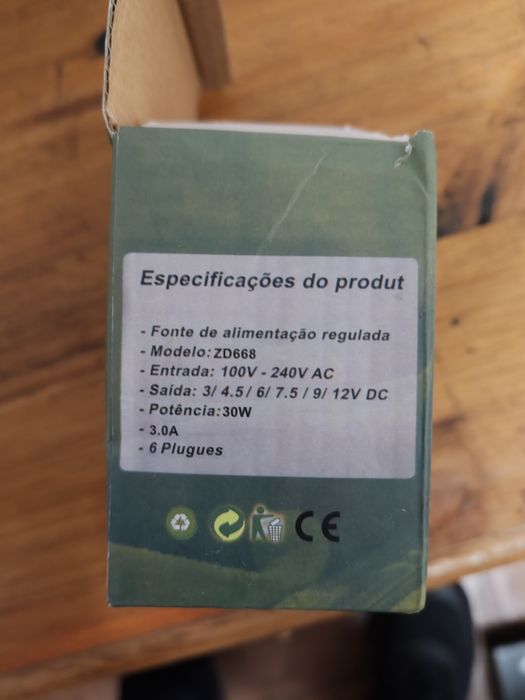 Especificações do produt
- Fonte de alimentação regulada
- Modelo: ZD668
- Entrada: 100V - 240V AC
- Saída: 3/ 4.5/ 6/ 7.5 / 9/ 12V DC
- Potência: 30W
- 3.0A
- 6 Plugues
CE